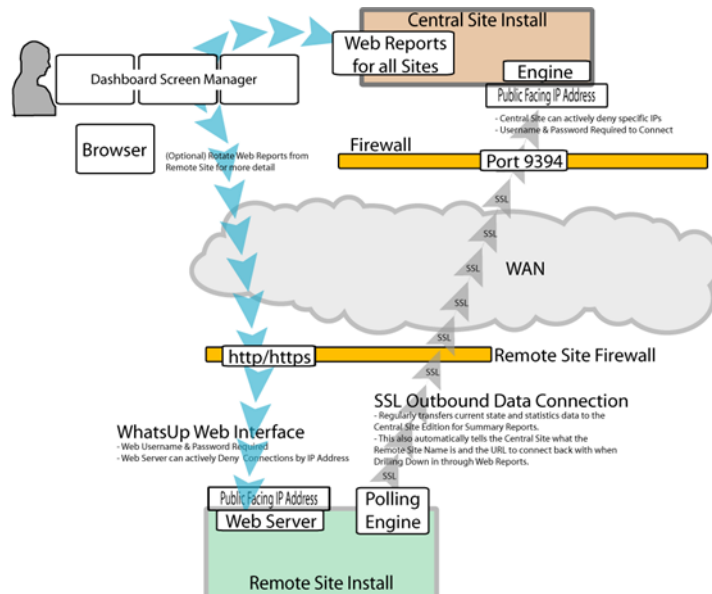 Central Site Install
Web Reports
for all Sites
Dashboard Screen Manager
Engine
Public Facing IP Address
- Central Site can actively deny specific IPs
- Username & Password Required to Connect
Browser
(Optional) Rotate Web Reports from
Remote Site for more detail
Firewall
Port 9394
SSL
SSL
SSL
WAN
SSL
SSL
SSL
http/https
Remote Site Firewall
SSL
SSL Outbound Data Connection
- Regularly transfers current state and statistics data to the
Central Site Edition for Summary Reports.
- This also automatically tells the Central Site what the
Remote Site Name is and the URL to connect back with when
Drilling Down in through Web Reports.
SSL
SSL
SSL
WhatsUp Web Interface
- Web Username & Password Required
- Web Server can actively Deny Connections by IP Address
Public Facing IP Address
Web Server
Polling
Engine
Remote Site Install